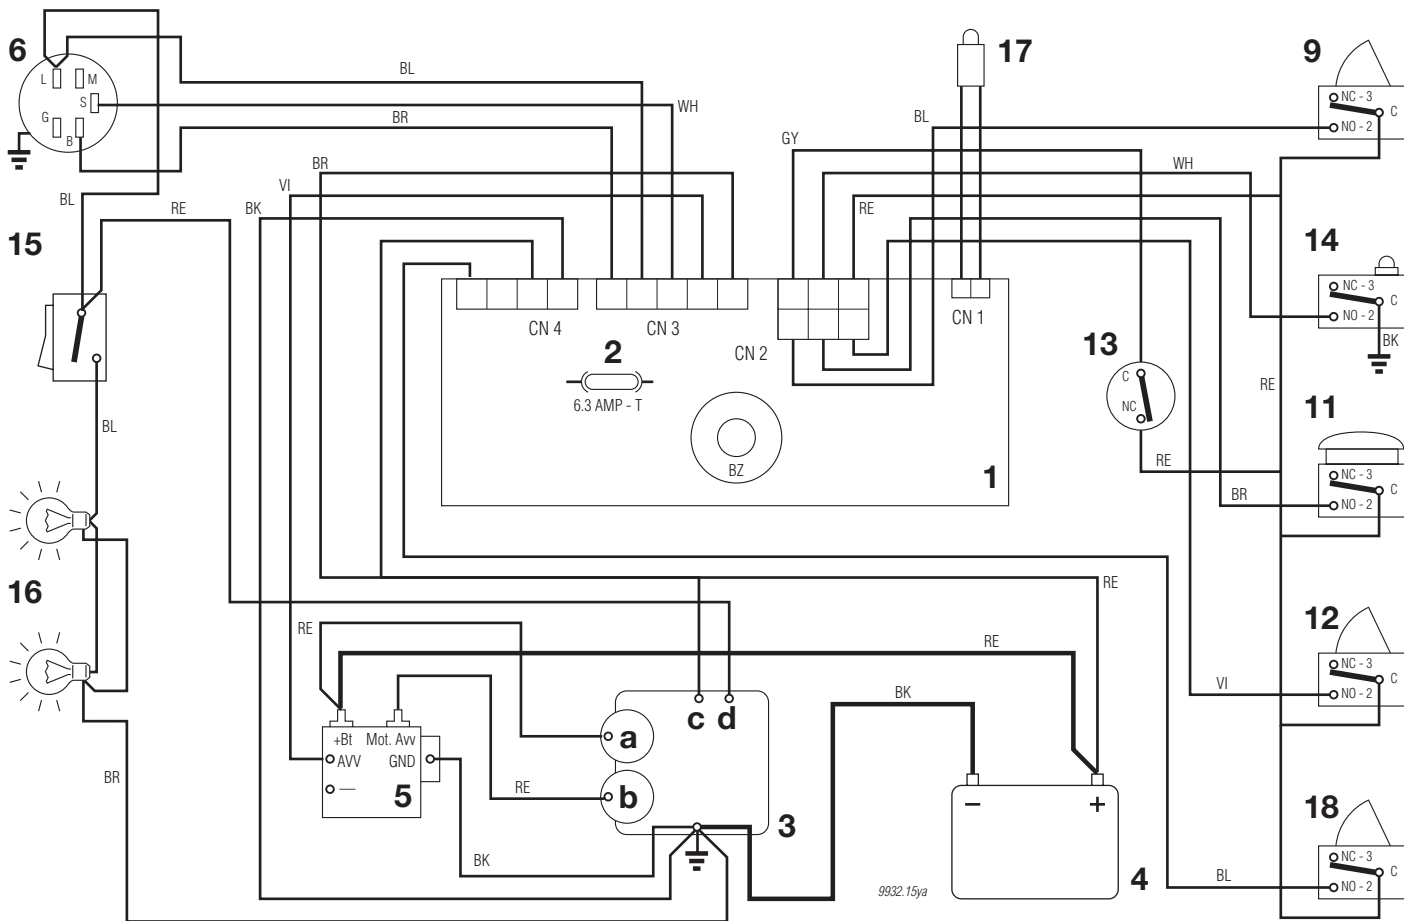 6
L
M
S
G
B
BL
WH
BR
BR
VI
BK
BL
RE
15
17
BL
GY
WH
RE
9
NC - 3
C
NO - 2
14
NC - 3
C
NO - 2
BK
CN 4
CN 3
CN 2
CN 1
2
6.3 AMP - T
BZ
1
13
C
NC
RE
RE
11
NC - 3
C
NO - 2
BR
BL
16
RE
RE
RE
12
NC - 3
C
NO - 2
VI
BK
c d
a
b
3
+Bt
Mot. Avv
AVV
GND
—
5
RE
BR
BK
− +
4
9932.15ya
18
NC - 3
C
NO - 2
BL